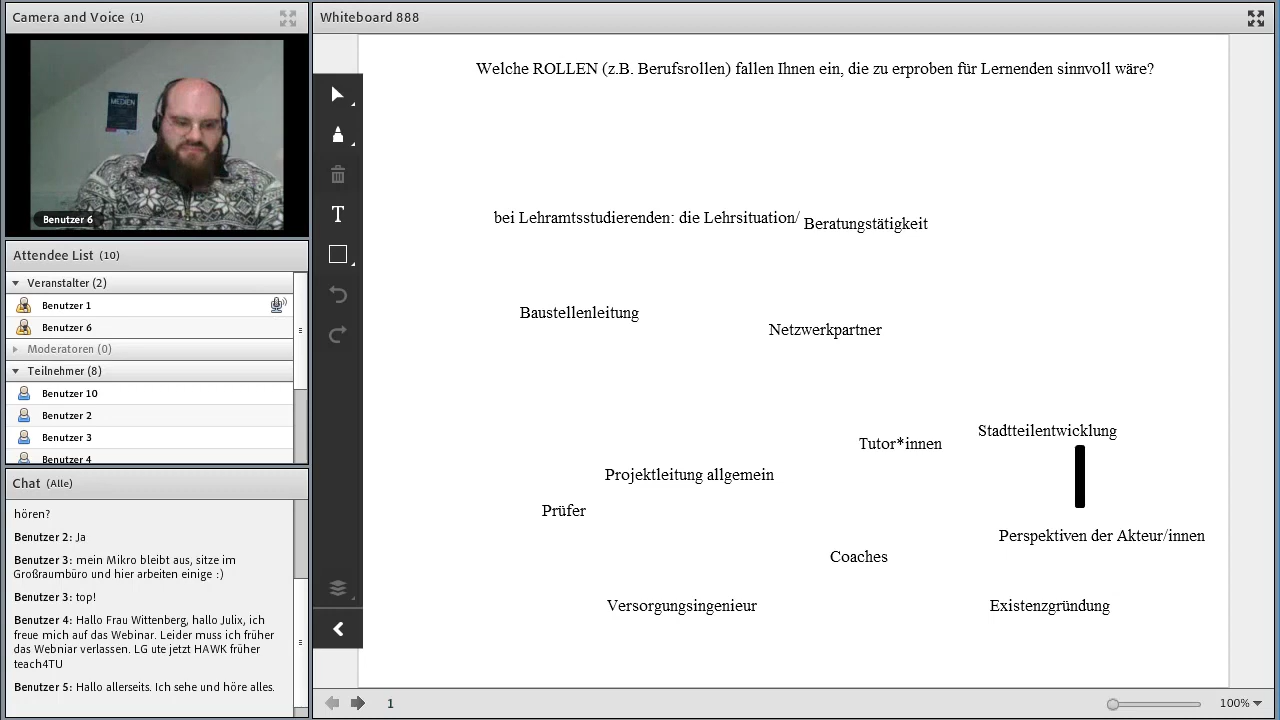 Camera and Voice (1)
MEDIEN
Benutzer 6
Attendee List (10)
Veranstalter (2)
Benutzer 1
Benutzer 6
Moderatoren (0)
Teilnehmer (8)
Benutzer 10
Benutzer 2
Benutzer 3
Benutzer 4
Chat (Alle)
hören?
Benutzer 2: Ja
Benutzer 3: mein Mikro bleibt aus, sitze im
Großraumbüro und hier arbeiten einige :)
Benutzer 3: top!
Benutzer 4: Hallo Frau Wittenberg, hallo Julix, ich
freue mich auf das Webinar. Leider muss ich früher
das Webniar verlassen. LG ute jetzt HAWK früher
teach4TU
Benutzer 5: Hallo allerseits. Ich sehe und höre alles.
Whiteboard 888
Welche ROLLEN (z.B. Berufsrollen) fallen Ihnen ein, die zu erproben für Lernenden sinnvoll wäre?
bei Lehramtsstudierenden: die Lehrsituation/
Beratungstätigkeit
Baustellenleitung
Netzwerkpartner
Stadtteilentwicklung
Tutor*innen
Projektleitung allgemein
Prüfer
Perspektiven der Akteur/innen
Coaches
Versorgungsingenieur
Existenzgründung
T
1
100%